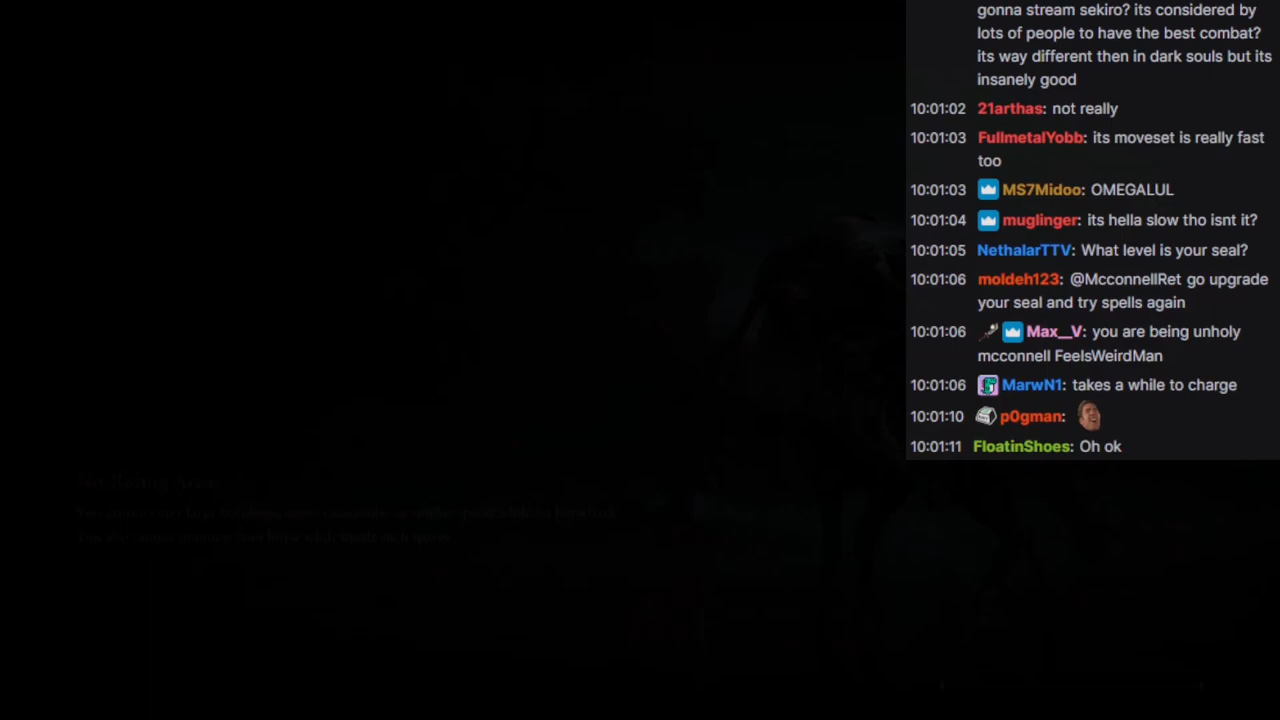 gonna stream sekiro? its considered by
lots of people to have the best combat?
its way different then in dark souls but its
insanely good
10:01:02 21arthas: not really
10:01:03 FullmetalYobb: its moveset is really fast
too
10:01:03 MS7Midoo: OMEGALUL
10:01:04 muglinger: its hella slow tho isnt it?
10:01:05 NethalarTTV: What level is your seal?
10:01:06 moldeh123: @McconnellRet go upgrade
your seal and try spells again
10:01:06 Max__V: you are being unholy
mcconnell FeelsWeirdMan
10:01:06 MarwN1: takes a while to charge
10:01:10 p0gman:
10:01:11 FloatinShoes: Oh ok